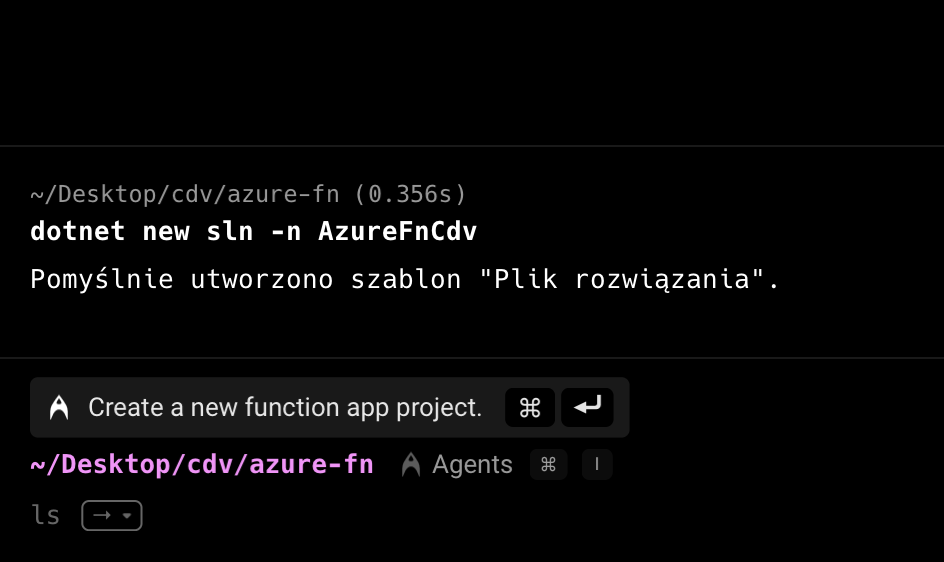 ~/Desktop/cdv/azure-fn (0.356s)
dotnet new sln -n AzureFnCdv
Pomyślnie utworzono szablon "Plik rozwiązania".
Create a new function app project. ⌘ ↵
~/Desktop/cdv/azure-fn Agents ⌘ I
ls →